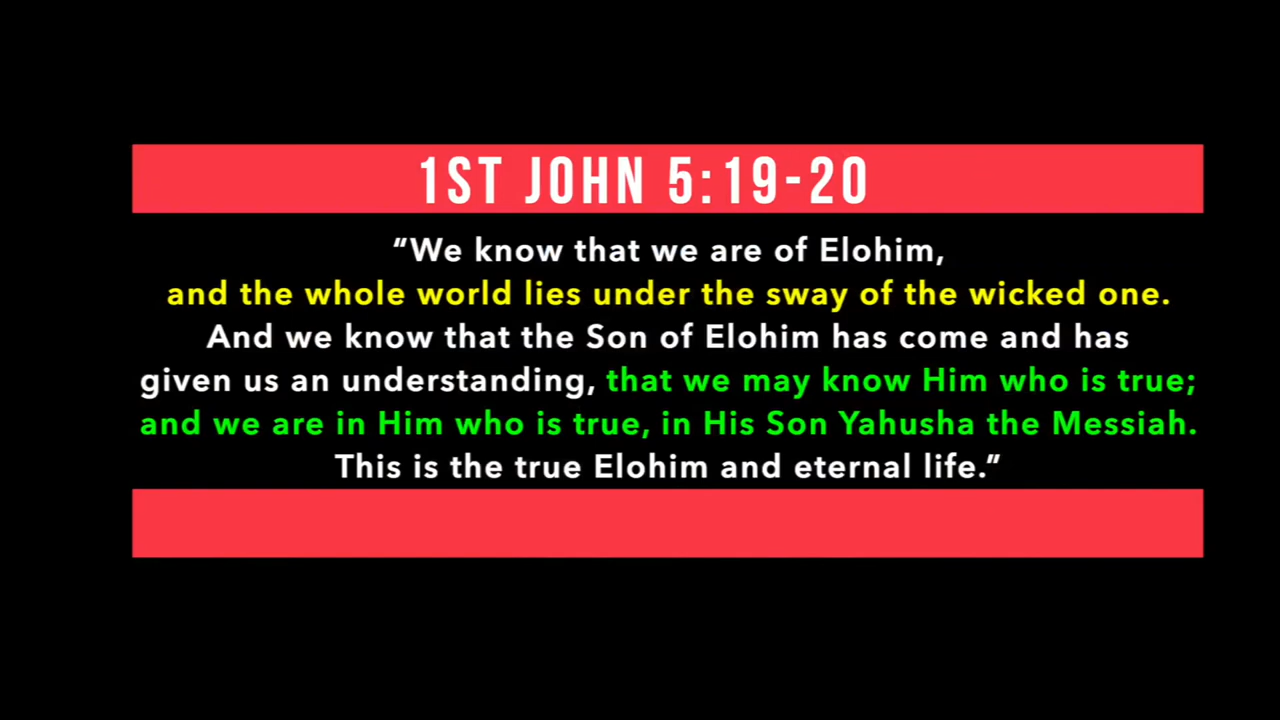 1ST JOHN 5:19-20
“We know that we are of Elohim,
and the whole world lies under the sway of the wicked one.
And we know that the Son of Elohim has come and has
given us an understanding, that we may know Him who is true;
and we are in Him who is true, in His Son Yahusha the Messiah.
This is the true Elohim and eternal life.”